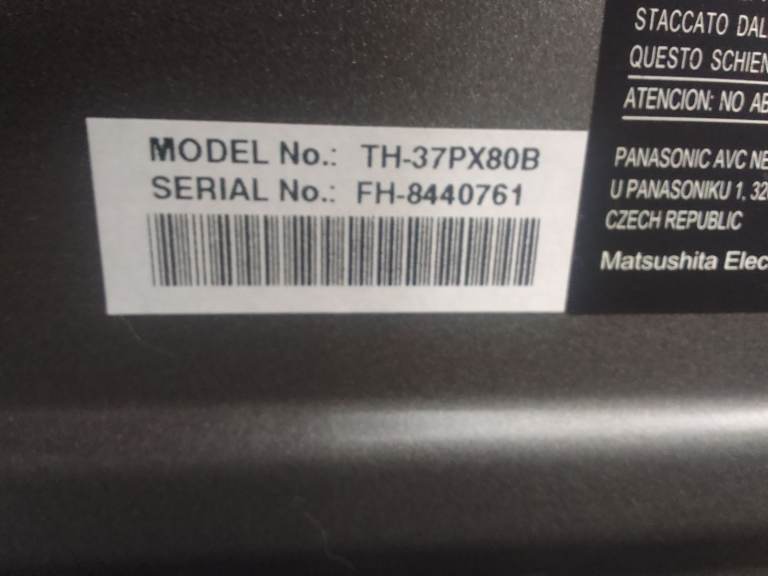 STACCATO DAL
QUESTO SCHIEN
ATENCION: NO AB
MODEL No.: TH-37PX80B
SERIAL No.: FH-8440761
PANASONIC AVC NE
U PANASONIKU 1, 320
CZECH REPUBLIC
Matsushita Elec